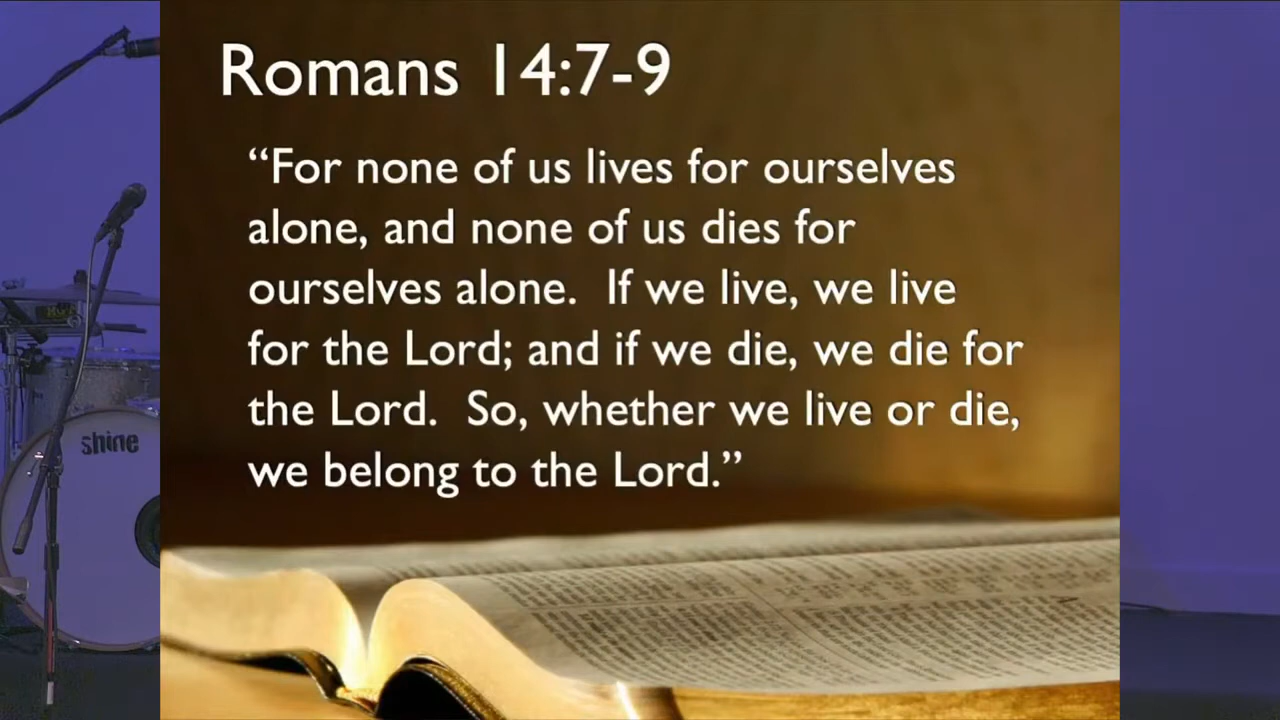 Romans 14:7-9
“For none of us lives for ourselves
alone, and none of us dies for
ourselves alone.  If we live, we live
for the Lord; and if we die, we die for
the Lord.  So, whether we live or die,
we belong to the Lord.”
shine